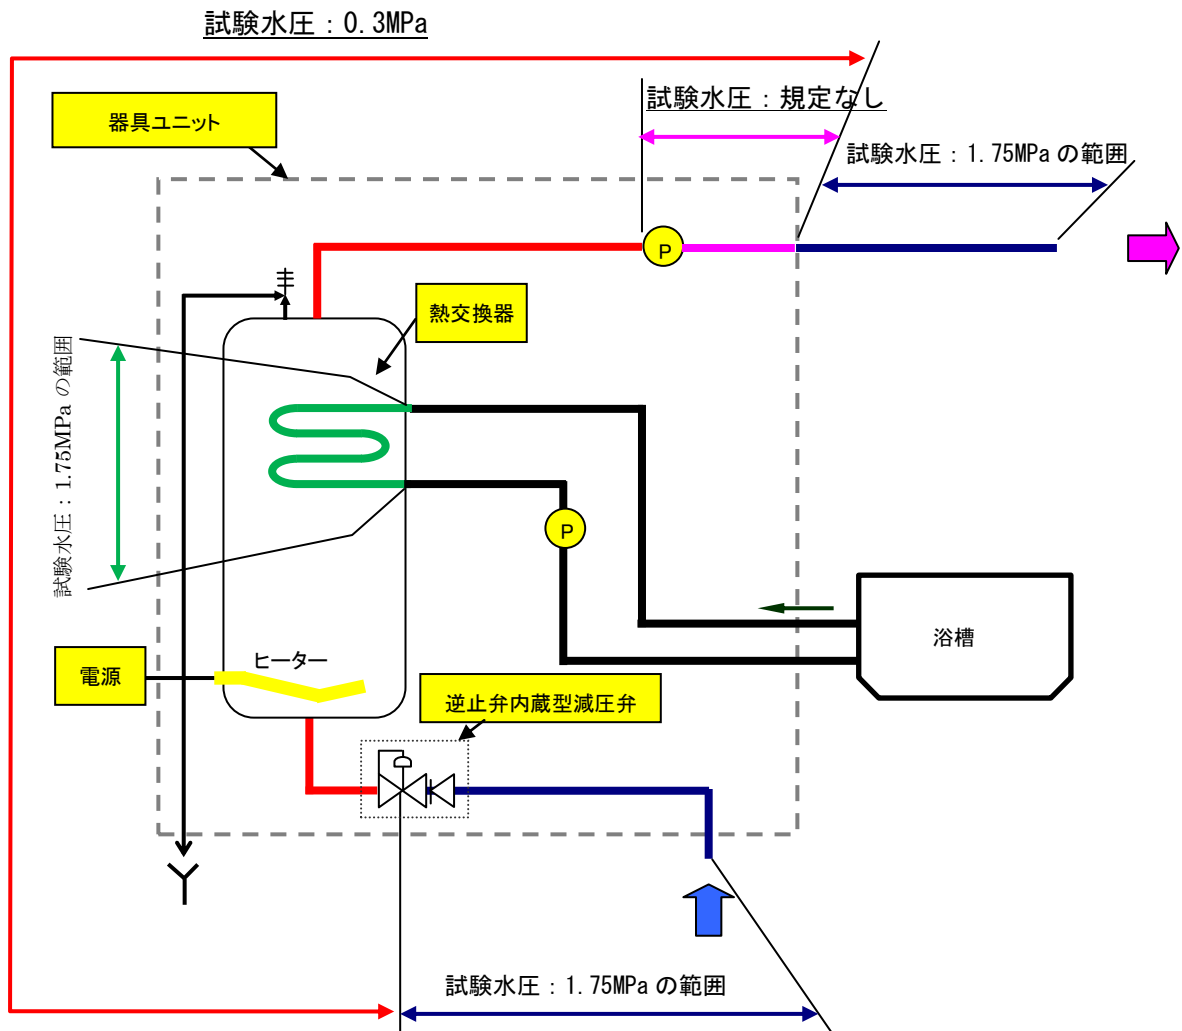 試験水圧：0.3MPa
試験水圧：規定なし
器具ユニット
試験水圧：1.75MPa の範囲
P
熱交換器
試験水圧：1.75MPa の範囲
P
浴槽
ヒーター
電源
逆止弁内蔵型減圧弁
試験水圧：1.75MPa の範囲